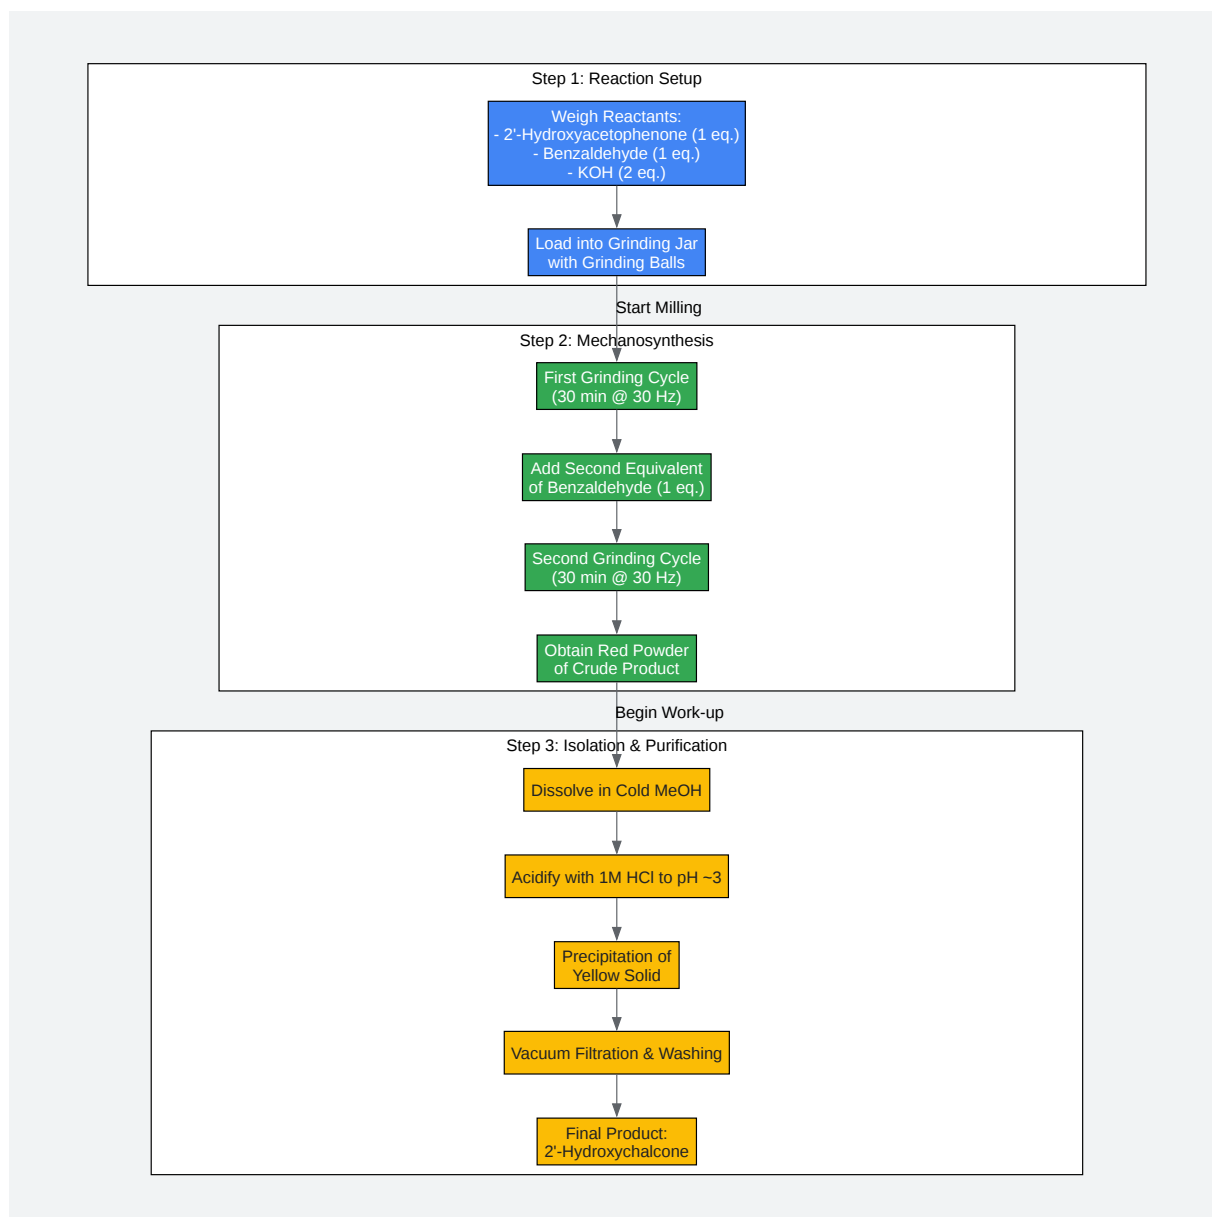 Step 1: Reaction Setup
Weigh Reactants:
- 2'-Hydroxyacetophenone (1 eq.)
- Benzaldehyde (1 eq.)
- KOH (2 eq.)
Load into Grinding Jar
with Grinding Balls
Start Milling
Step 2: Mechanosynthesis
First Grinding Cycle
(30 min @ 30 Hz)
Add Second Equivalent
of Benzaldehyde (1 eq.)
Second Grinding Cycle
(30 min @ 30 Hz)
Obtain Red Powder
of Crude Product
Begin Work-up
Step 3: Isolation & Purification
Dissolve in Cold MeOH
Acidify with 1M HCl to pH ~3
Precipitation of
Yellow Solid
Vacuum Filtration & Washing
Final Product:
2'-Hydroxychalcone